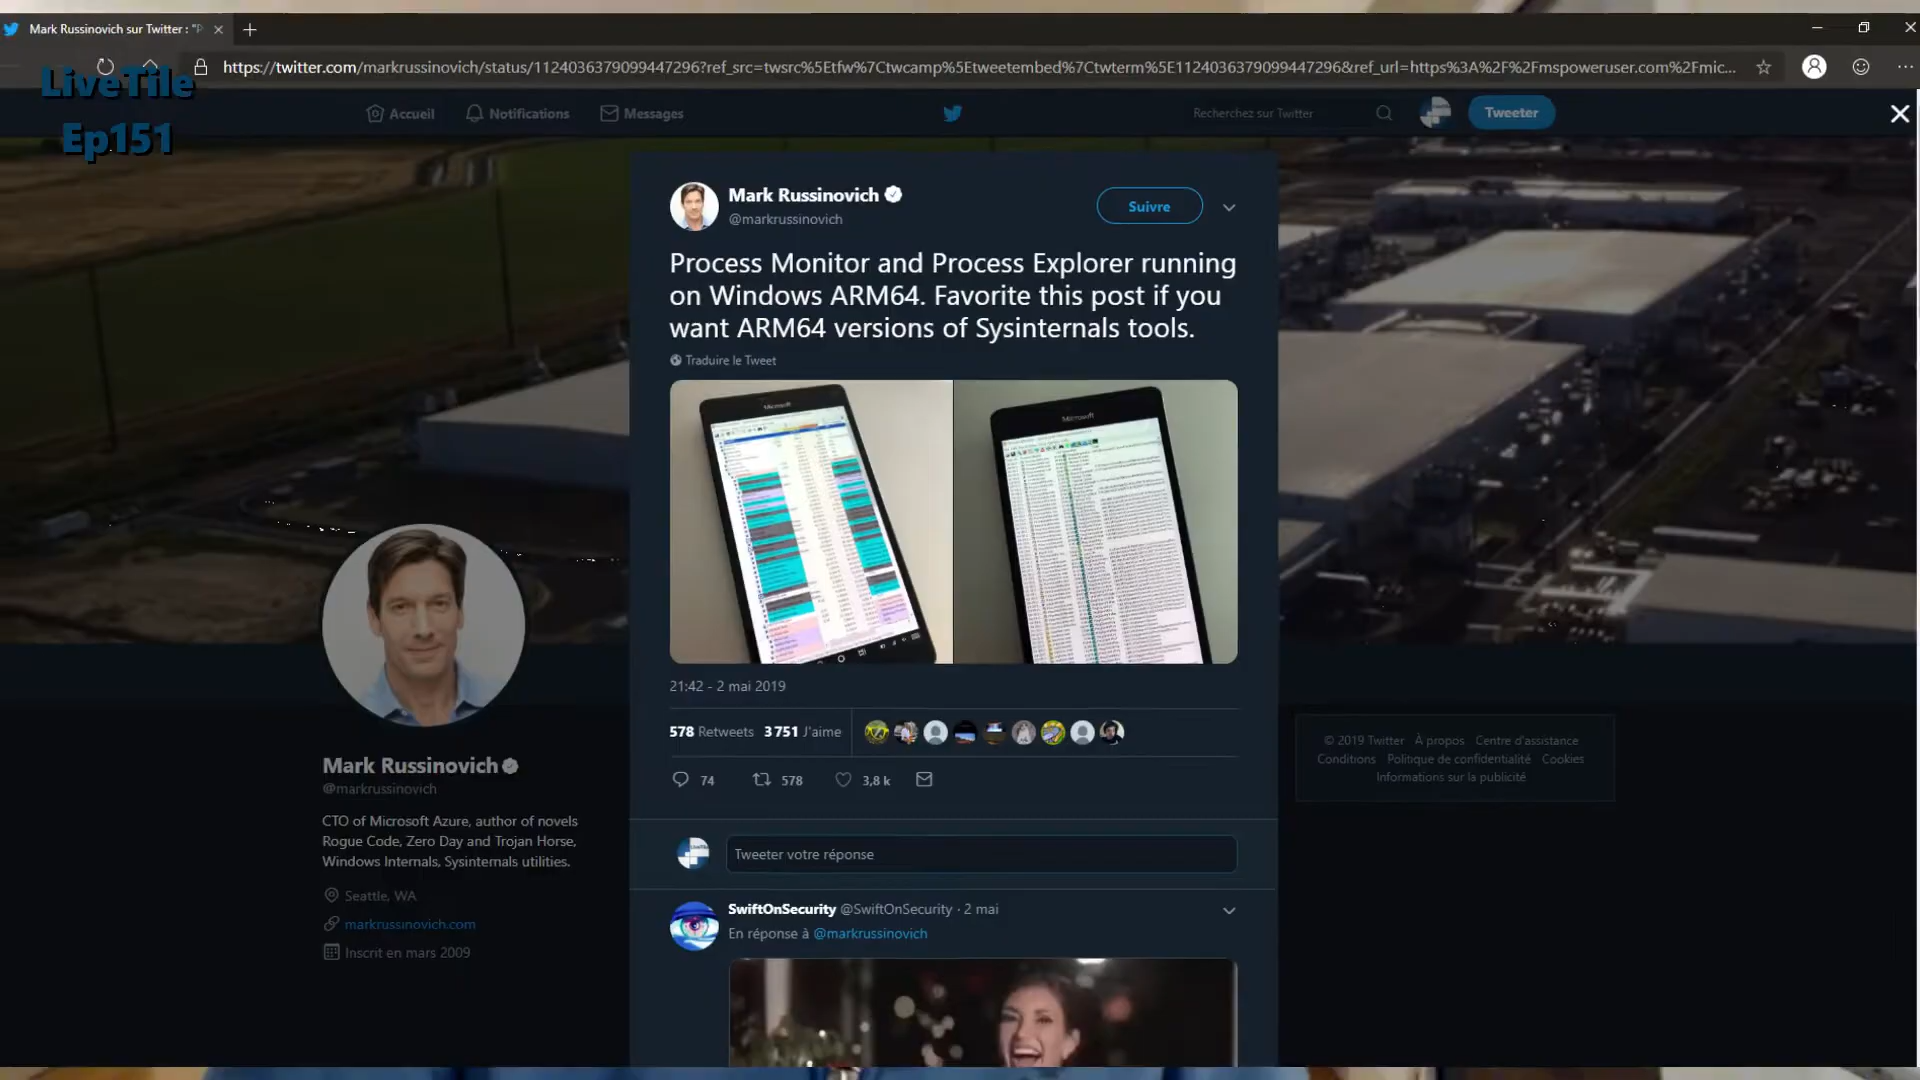 Mark Russinovich sur Twitter : "P
https://twitter.com/markrussinovich/status/1124036379099447296?ref_src=twsrc%5Etfw%7Ctwcamp%5Etweetembed%7Ctwterm%5E1124036379099447296&ref_url=https%3A%2F%2Fmspoweruser.com%2Fmic...
LiveTile
Ep151
Accueil
Notifications
Messages
Recherchez sur Twitter
Tweeter
Mark Russinovich
@markrussinovich
Suivre
Process Monitor and Process Explorer running
on Windows ARM64. Favorite this post if you
want ARM64 versions of Sysinternals tools.
Traduire le Tweet
Microsoft
Microsoft
21:42 - 2 mai 2019
578 Retweets 3 751 J'aime
74 578 3,8 k
Tweeter votre réponse
SwiftOnSecurity @SwiftOnSecurity · 2 mai
En réponse à @markrussinovich
Mark Russinovich
@markrussinovich
CTO of Microsoft Azure, author of novels
Rogue Code, Zero Day and Trojan Horse,
Windows Internals, Sysinternals utilities.
Seattle, WA
markrussinovich.com
Inscrit en mars 2009
© 2019 Twitter À propos Centre d'assistance
Conditions Politique de confidentialité Cookies
Informations sur la publicité